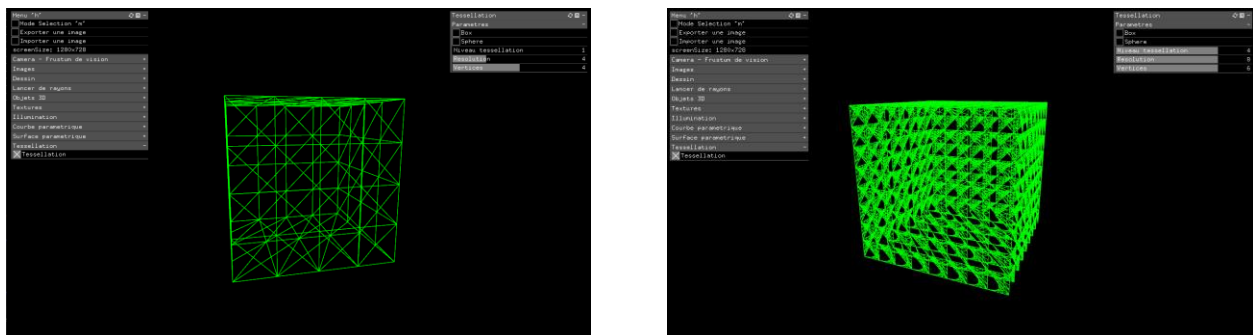 Menu "h"
Mode Selection "m"
Exporter une image
Importer une image
screenSize: 1280x720
Camera - Frustum de vision +
Images +
Dessin +
Lancer de rayons +
Objets 3D +
Textures +
Illumination +
Courbe parametrique +
Surface parametrique +
Tessellation -
Tessellation
Tessellation
Parametres -
Box
Sphere
Niveau tessellation 1
Resolution 4
Vertices 4
Menu "h"
Mode Selection "m"
Exporter une image
Importer une image
screenSize: 1280x720
Camera - Frustum de vision +
Images +
Dessin +
Lancer de rayons +
Objets 3D +
Textures +
Illumination +
Courbe parametrique +
Surface parametrique +
Tessellation -
Tessellation
Tessellation
Parametres -
Box
Sphere
Niveau tessellation 4
Resolution 8
Vertices 6